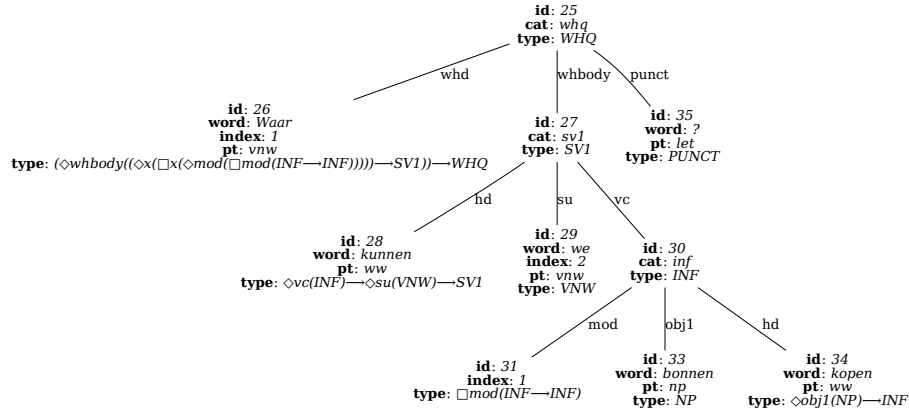 id: 25
cat: whq
type: WHQ
whd
whbody
punct
id: 26
word: Waar
index: 1
pt: vnw
type: (◇whbody((◇x(□x(◇mod(□mod(INF⟶INF)))))⟶SV1))⟶WHQ
id: 27
cat: sv1
type: SV1
id: 35
word: ?
pt: let
type: PUNCT
hd
su
vc
id: 28
word: kunnen
pt: ww
type: ◇vc(INF)⟶◇su(VNW)⟶SV1
id: 29
word: we
index: 2
pt: vnw
type: VNW
id: 30
cat: inf
type: INF
mod
obj1
hd
id: 31
index: 1
type: □mod(INF⟶INF)
id: 33
word: bonnen
pt: np
type: NP
id: 34
word: kopen
pt: ww
type: ◇obj1(NP)⟶INF